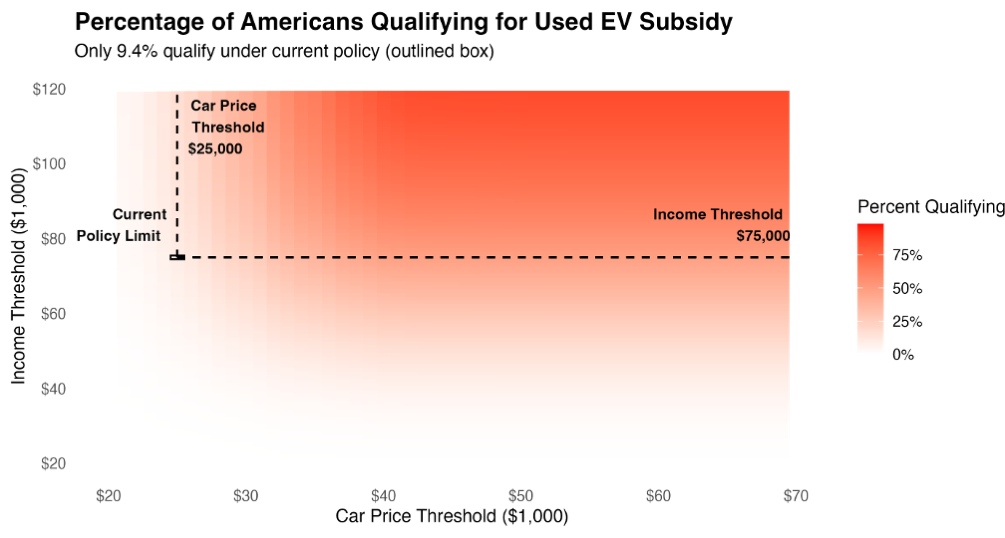 Percentage of Americans Qualifying for Used EV Subsidy
Only 9.4% qualify under current policy (outlined box)
$120
$100
$80
$60
$40
$20
Income Threshold ($1,000)
Car Price
Threshold
$25,000
Current
Policy Limit
Income Threshold
$75,000
$20
$30
$40
$50
$60
$70
Car Price Threshold ($1,000)
Percent Qualifying
75%
50%
25%
0%